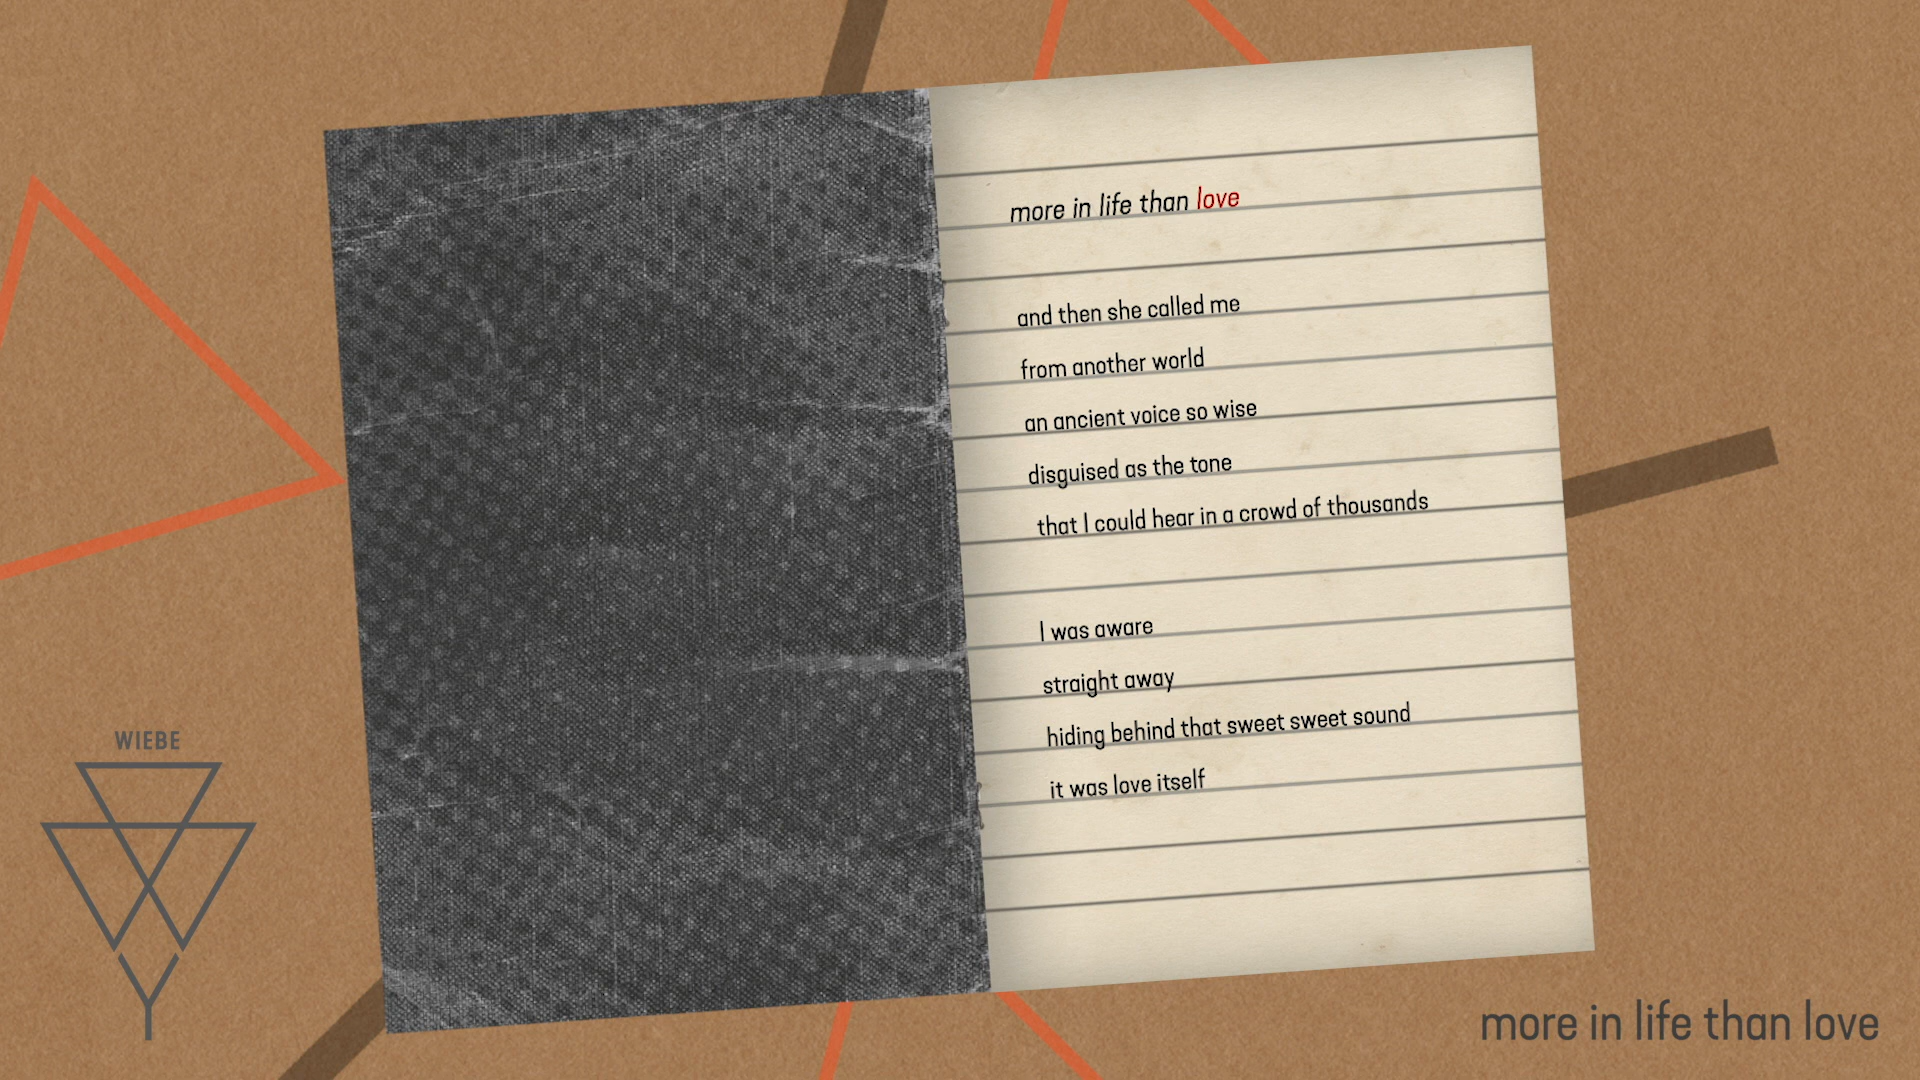 more in life than love
and then she called me
from another world
an ancient voice so wise
disguised as the tone
that I could hear in a crowd of thousands
I was aware
straight away
hiding behind that sweet sweet sound
it was love itself
WIEBE
more in life than love